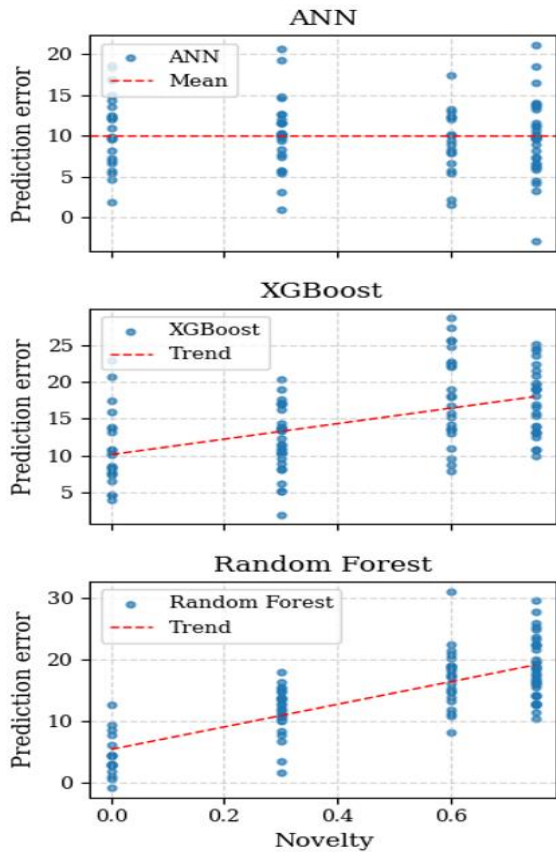 ANN
Prediction error
20
15
10
5
0
ANN
Mean
XGBoost
Prediction error
25
20
15
10
5
XGBoost
Trend
Random Forest
Prediction error
30
20
10
0
Random Forest
Trend
0.0 0.2 0.4 0.6
Novelty